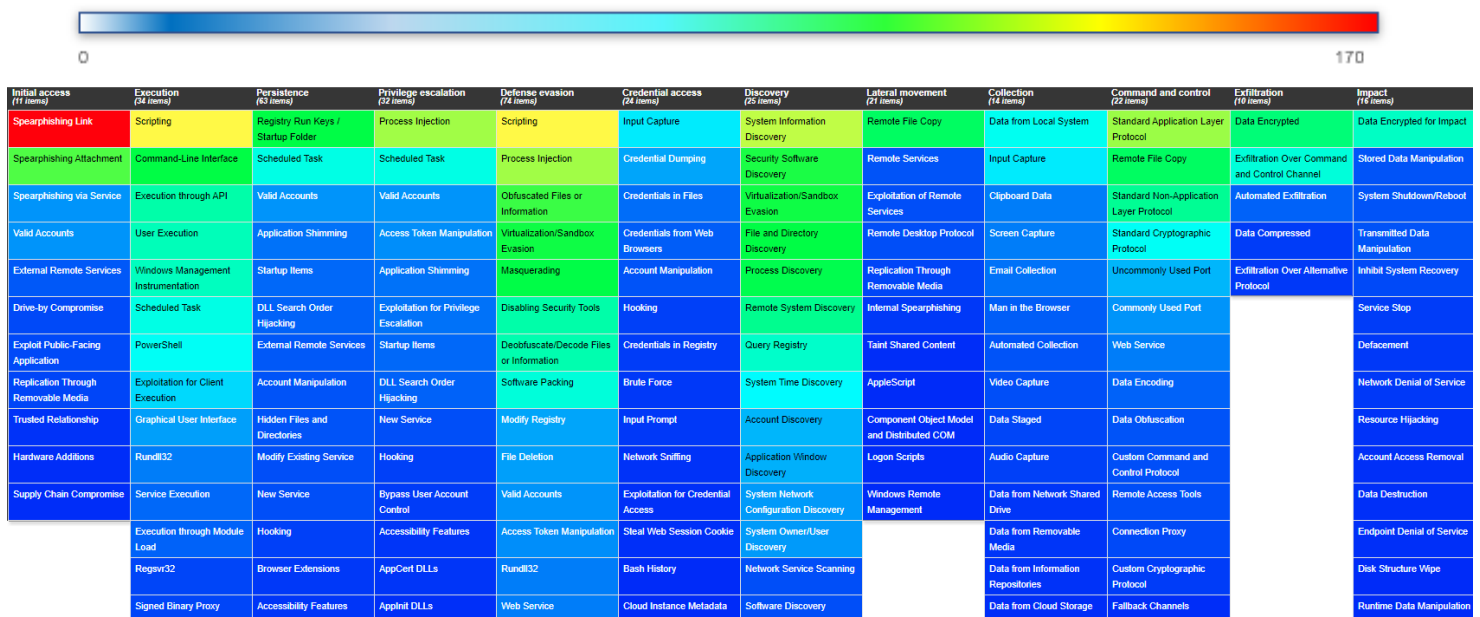 0
170
Initial access
(11 items)
Execution
(34 items)
Persistence
(63 items)
Privilege escalation
(32 items)
Defense evasion
(74 items)
Credential access
(24 items)
Discovery
(25 items)
Lateral movement
(21 items)
Collection
(14 items)
Command and control
(22 items)
Exfiltration
(10 items)
Impact
(16 items)
Spearphishing Link
Scripting
Registry Run Keys /
Startup Folder
Process Injection
Scripting
Input Capture
System Information
Discovery
Remote File Copy
Data from Local System
Standard Application Layer
Protocol
Data Encrypted
Data Encrypted for Impact
Spearphishing Attachment
Command-Line Interface
Scheduled Task
Scheduled Task
Process Injection
Credential Dumping
Security Software
Discovery
Remote Services
Input Capture
Remote File Copy
Exfiltration Over Command
and Control Channel
Stored Data Manipulation
Spearphishing via Service
Execution through API
Valid Accounts
Valid Accounts
Obfuscated Files or
Information
Credentials in Files
Virtualization/Sandbox
Evasion
Exploitation of Remote
Services
Clipboard Data
Standard Non-Application
Layer Protocol
Automated Exfiltration
System Shutdown/Reboot
Valid Accounts
User Execution
Application Shimming
Access Token Manipulation
Virtualization/Sandbox
Evasion
Credentials from Web
Browsers
File and Directory
Discovery
Remote Desktop Protocol
Screen Capture
Standard Cryptographic
Protocol
Data Compressed
Transmitted Data
Manipulation
External Remote Services
Windows Management
Instrumentation
Startup Items
Application Shimming
Masquerading
Account Manipulation
Process Discovery
Replication Through
Removable Media
Email Collection
Uncommonly Used Port
Exfiltration Over Alternative
Protocol
Inhibit System Recovery
Drive-by Compromise
Scheduled Task
DLL Search Order
Hijacking
Exploitation for Privilege
Escalation
Disabling Security Tools
Hooking
Remote System Discovery
Internal Spearphishing
Man in the Browser
Commonly Used Port
Service Stop
Exploit Public-Facing
Application
PowerShell
External Remote Services
Startup Items
Deobfuscate/Decode Files
or Information
Credentials in Registry
Query Registry
Taint Shared Content
Automated Collection
Web Service
Defacement
Replication Through
Removable Media
Exploitation for Client
Execution
Account Manipulation
DLL Search Order
Hijacking
Software Packing
Brute Force
System Time Discovery
AppleScript
Video Capture
Data Encoding
Network Denial of Service
Trusted Relationship
Graphical User Interface
Hidden Files and
Directories
New Service
Modify Registry
Input Prompt
Account Discovery
Component Object Model
and Distributed COM
Data Staged
Data Obfuscation
Resource Hijacking
Hardware Additions
Rundll32
Modify Existing Service
Hooking
File Deletion
Network Sniffing
Application Window
Discovery
Logon Scripts
Audio Capture
Custom Command and
Control Protocol
Account Access Removal
Supply Chain Compromise
Service Execution
New Service
Bypass User Account
Control
Valid Accounts
Exploitation for Credential
Access
System Network
Configuration Discovery
Windows Remote
Management
Data from Network Shared
Drive
Remote Access Tools
Data Destruction
Execution through Module
Load
Hooking
Accessibility Features
Access Token Manipulation
Steal Web Session Cookie
System Owner/User
Discovery
Data from Removable
Media
Connection Proxy
Endpoint Denial of Service
Regsvr32
Browser Extensions
AppCert DLLs
Rundll32
Bash History
Network Service Scanning
Data from Information
Repositories
Custom Cryptographic
Protocol
Disk Structure Wipe
Signed Binary Proxy
Accessibility Features
AppInit DLLs
Web Service
Cloud Instance Metadata
Software Discovery
Data from Cloud Storage
Fallback Channels
Runtime Data Manipulation